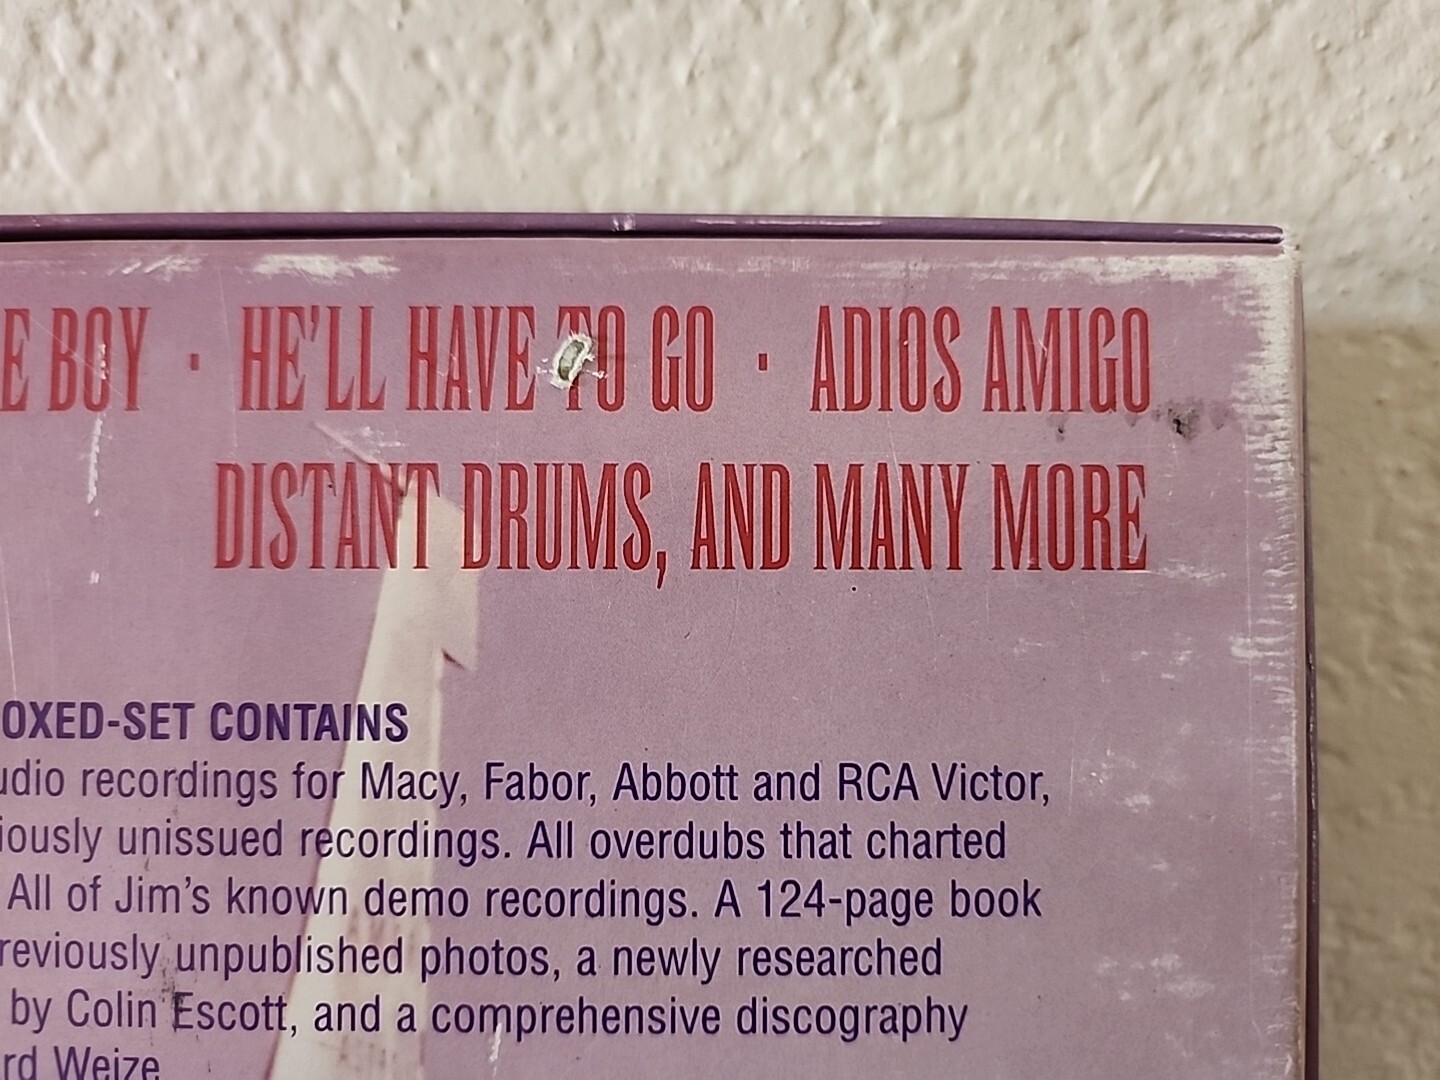 E BOY · HE'LL HAVE TO GO · ADIOS AMIGO
DISTANT DRUMS, AND MANY MORE
OXED-SET CONTAINS
udio recordings for Macy, Fabor, Abbott and RCA Victor,
iously unissued recordings. All overdubs that charted
All of Jim's known demo recordings. A 124-page book
reviously unpublished photos, a newly researched
by Colin Escott, and a comprehensive discography
rd Weize